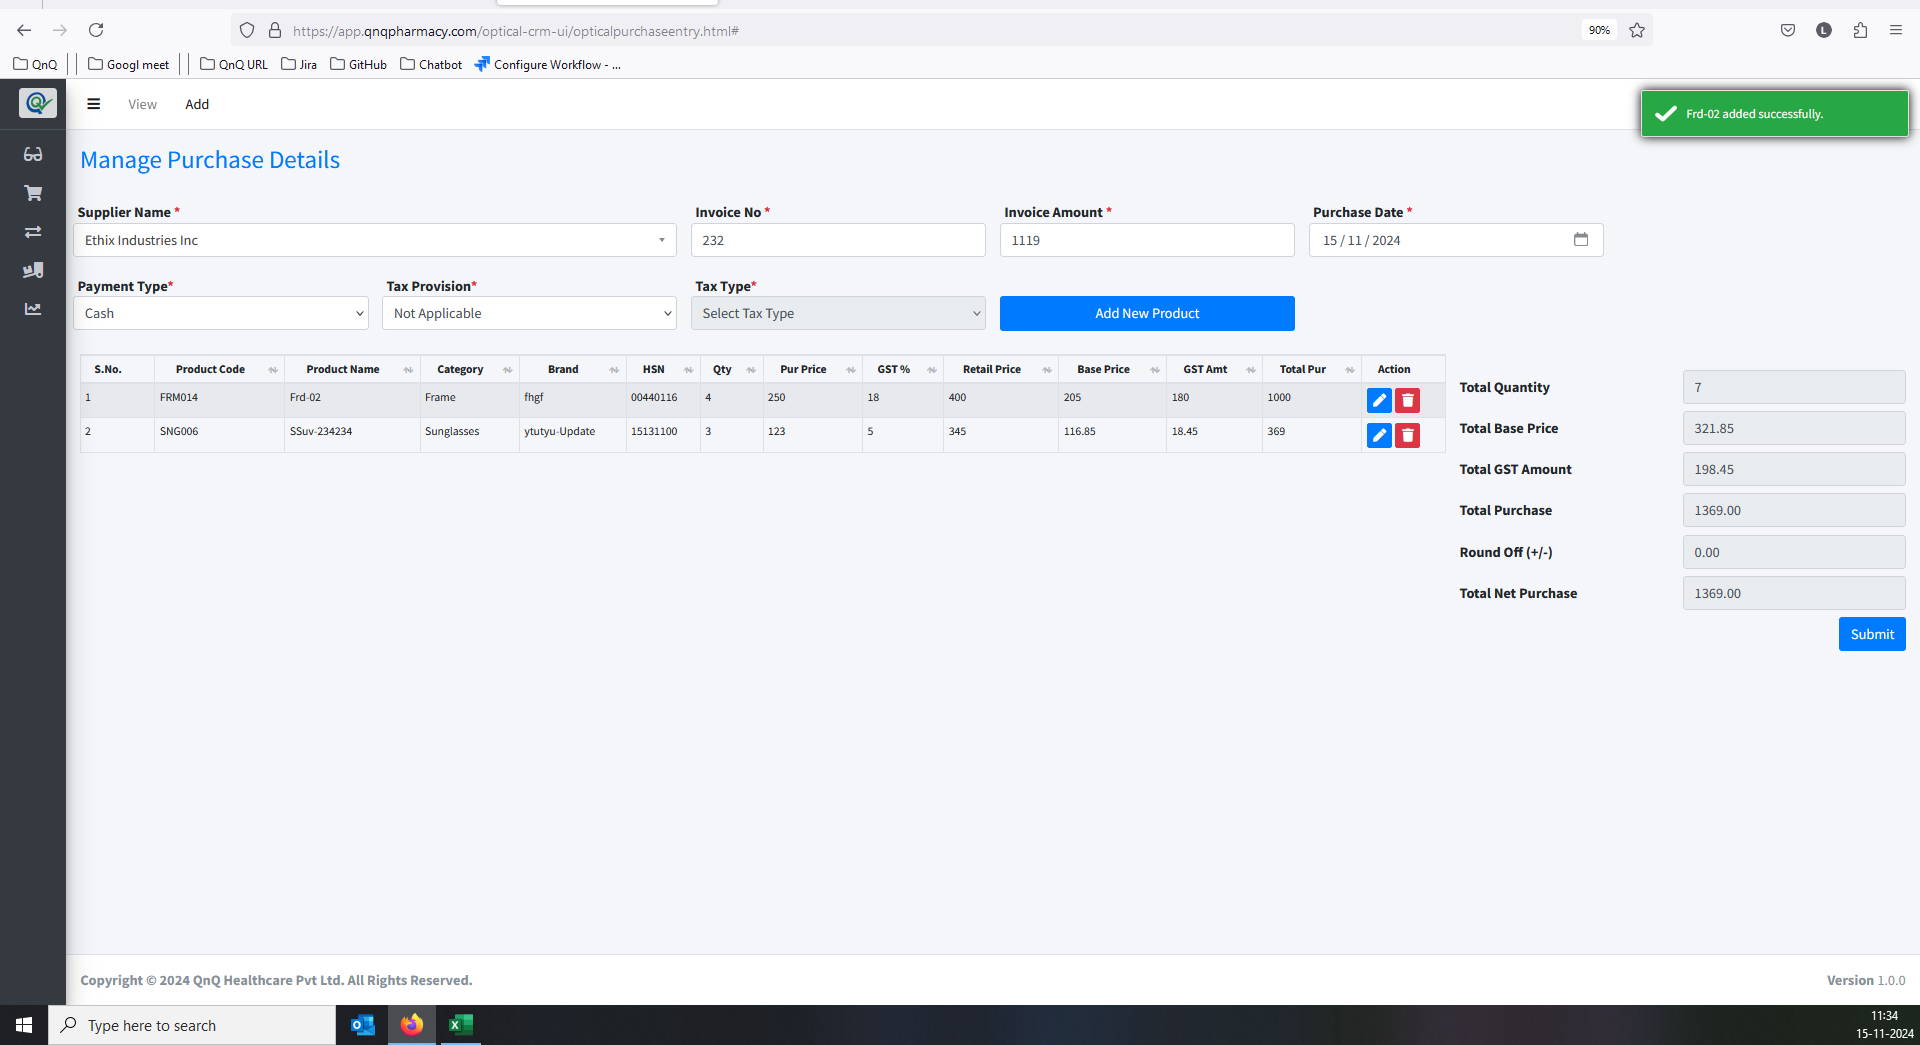 https://app.qnqpharmacy.com/optical-crm-ui/opticalpurchaseentry.html#
90%
L
QnQ
Googl meet
QnQ URL
Jira
GitHub
Chatbot
Configure Workflow - ...
View
Add
Frd-02 added successfully.
Manage Purchase Details
Supplier Name *
Invoice No *
Invoice Amount *
Purchase Date *
Ethix Industries Inc
232
1119
15 / 11 / 2024
Payment Type*
Tax Provision*
Tax Type*
Cash
Not Applicable
Select Tax Type
Add New Product
S.No. Product Code Product Name Category Brand HSN Qty Pur Price GST % Retail Price Base Price GST Amt Total Pur Action
1 FRM014 Frd-02 Frame fhgf 00440116 4 250 18 400 205 180 1000
2 SNG006 SSuv-234234 Sunglasses ytutyu-Update 15131100 3 123 5 345 116.85 18.45 369
Total Quantity 7
Total Base Price 321.85
Total GST Amount 198.45
Total Purchase 1369.00
Round Off (+/-) 0.00
Total Net Purchase 1369.00
Submit
Copyright © 2024 QnQ Healthcare Pvt Ltd. All Rights Reserved.
Version 1.0.0
Type here to search
11:34
15-11-2024